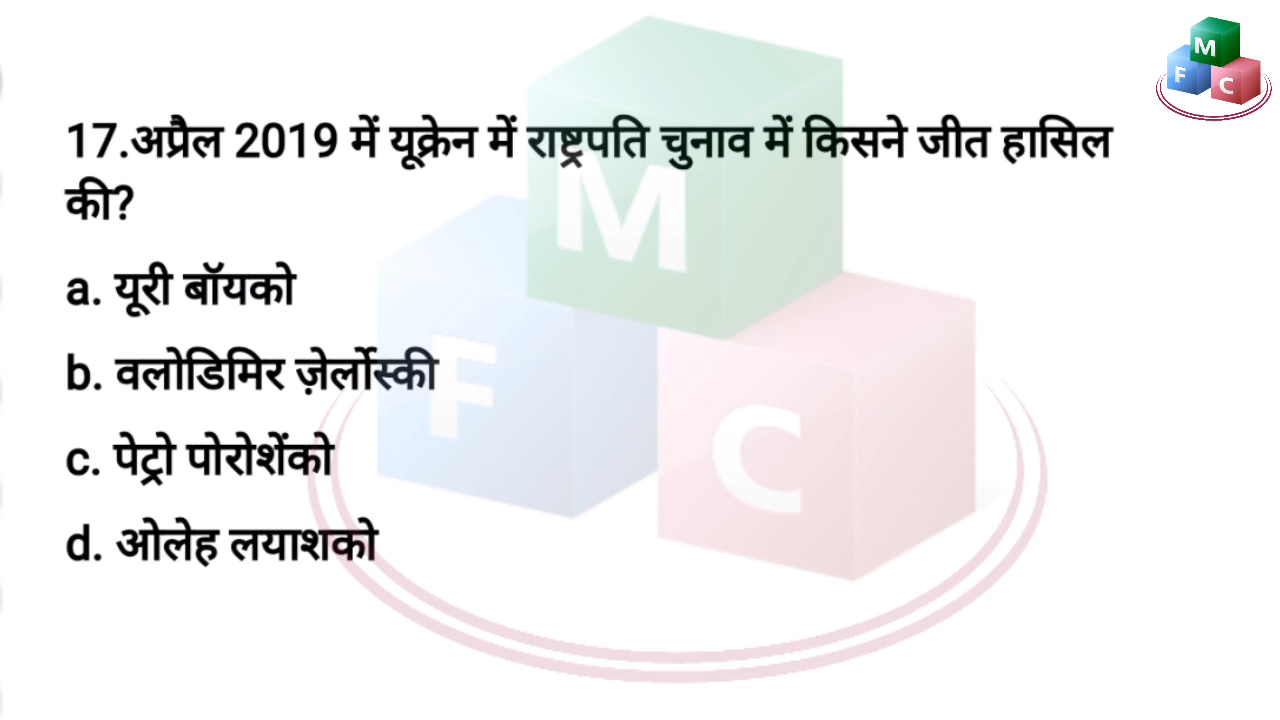 M
F C
17.अप्रैल 2019 में यूक्रेन में राष्ट्रपति चुनाव में किसने जीत हासिल
की?
a. यूरी बॉयको
b. वलोडिमिर ज़ेर्लोस्की
c. पेट्रो पोरोशेंको
d. ओलेह लयाशको
M
F
C